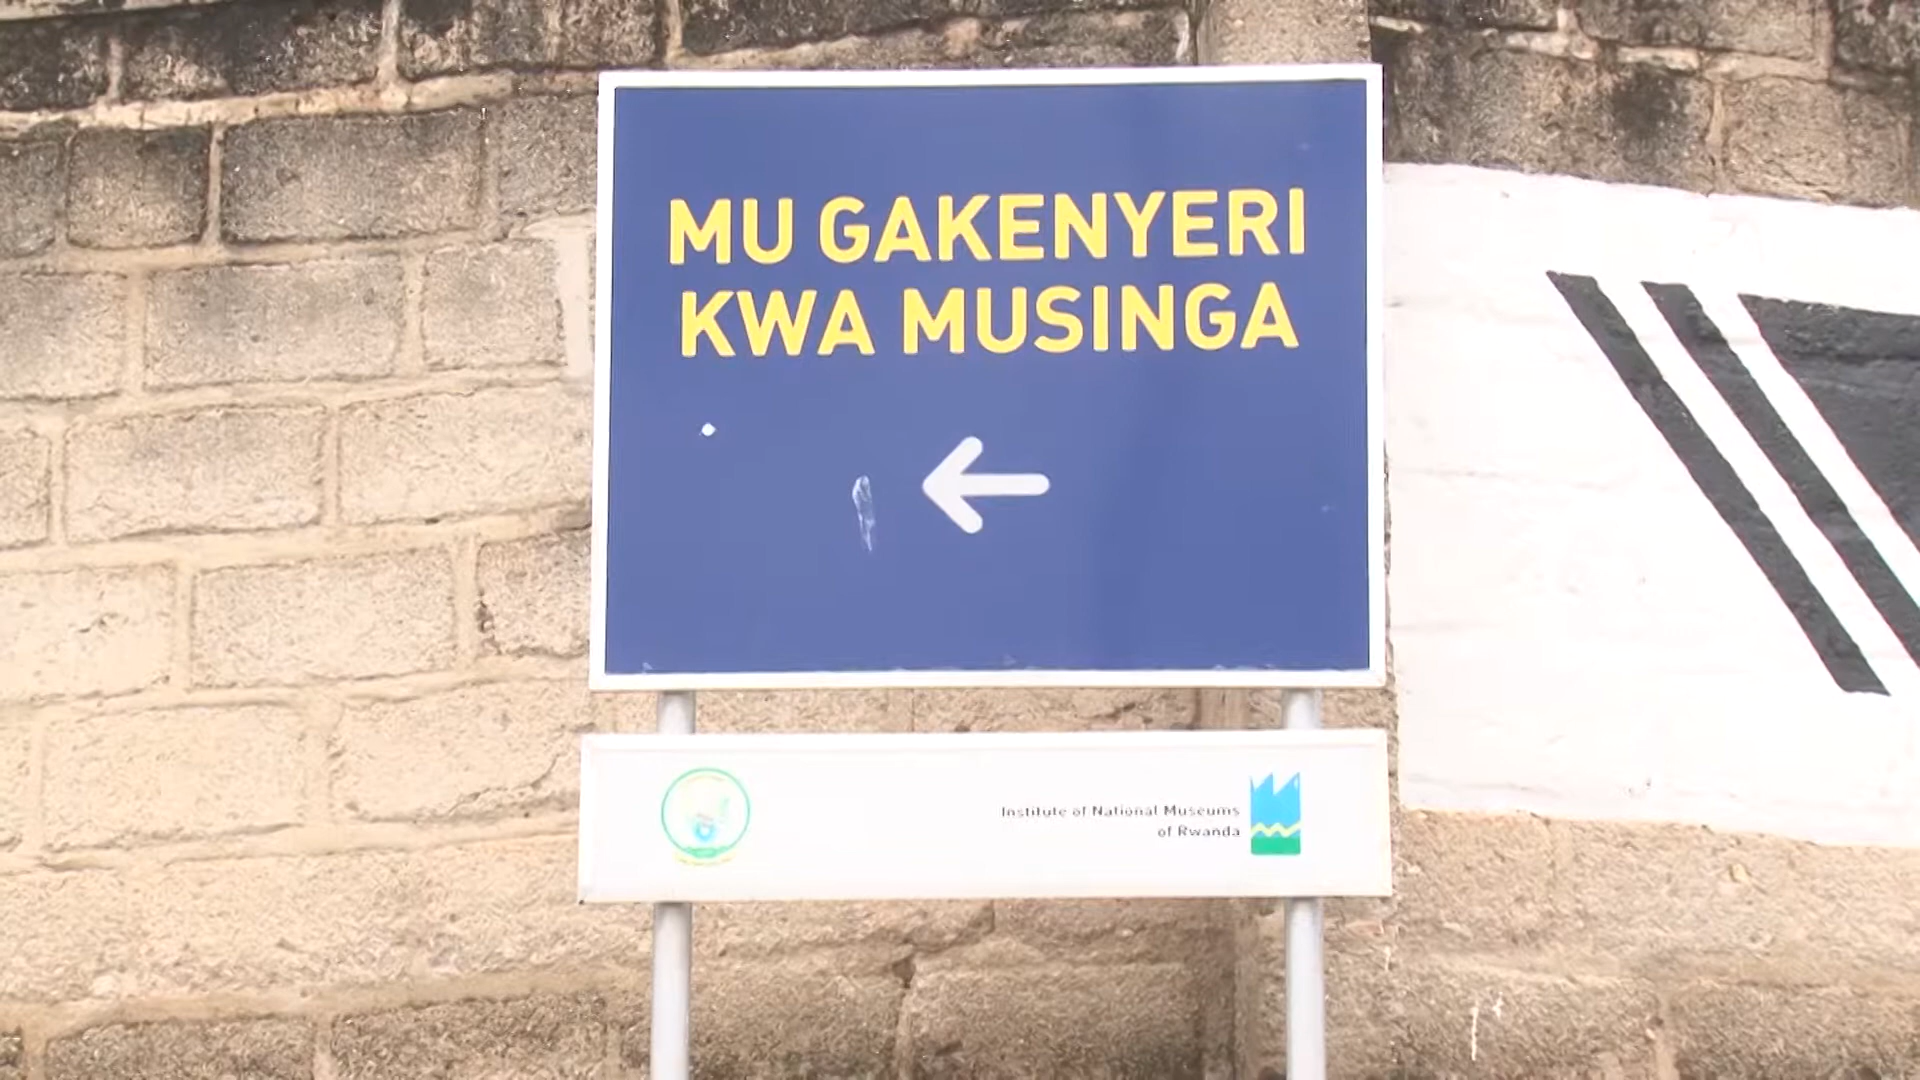 MU GAKENYERI
KWA MUSINGA
Institute of National Museums
of Rwanda